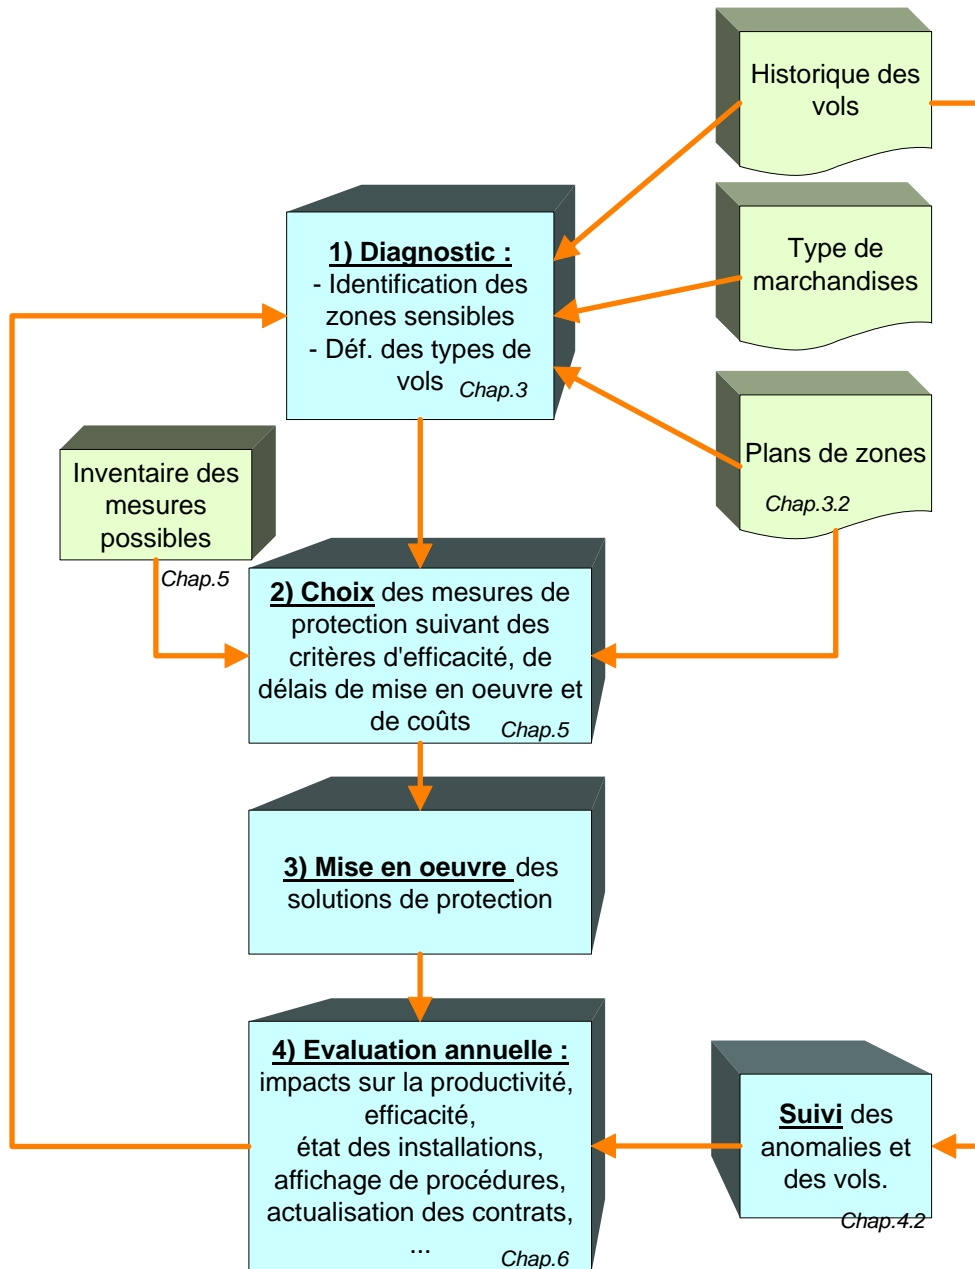 Historique des
vols
Type de
marchandises
1) Diagnostic :
- Identification des
zones sensibles
- Déf. des types de
vols
Chap.3
Plans de zones
Chap.3.2
Inventaire des
mesures
possibles
Chap.5
2) Choix des mesures de
protection suivant des
critères d'efficacité, de
délais de mise en oeuvre et
de coûts
Chap.5
3) Mise en oeuvre des
solutions de protection
4) Evaluation annuelle :
impacts sur la productivité,
efficacité,
état des installations,
affichage de procédures,
actualisation des contrats,
...
Chap.6
Suivi des
anomalies et
des vols.
Chap.4.2